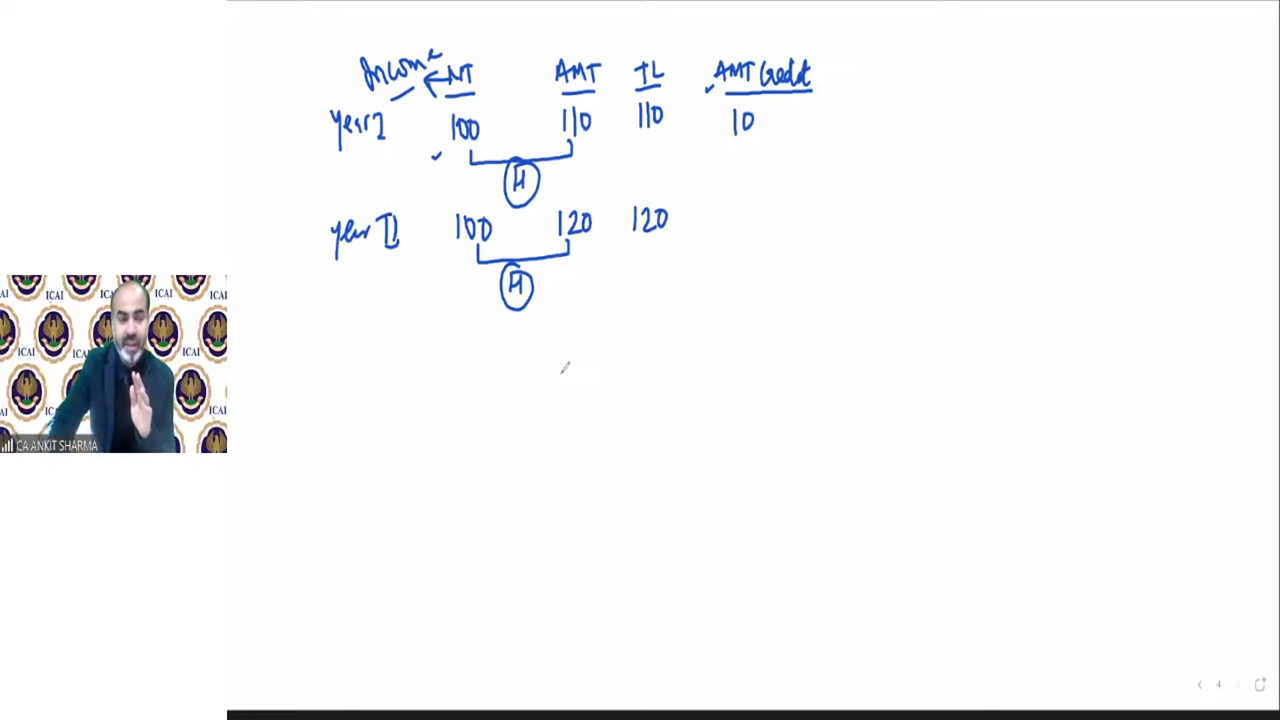 Income ← NT AMT TL AMT Credit
Year I 100 110 110 10
H
year II 100 120 120
H
ICAI
CA ANKIT SHARMA
4